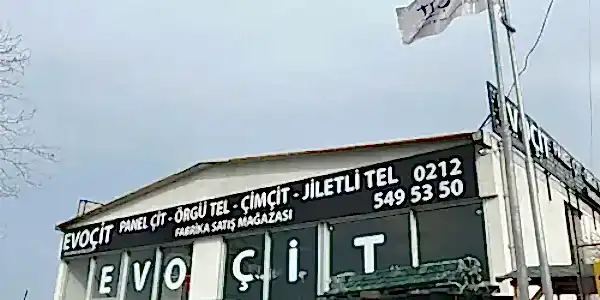 EVOÇİT PANEL ÇİT - ÖRGÜ TEL - ÇİMÇİT - JİLETLİ TEL 0212
FABRİKA SATIŞ MAĞAZASI 549 53 50
EVOÇİT
EVOÇİT